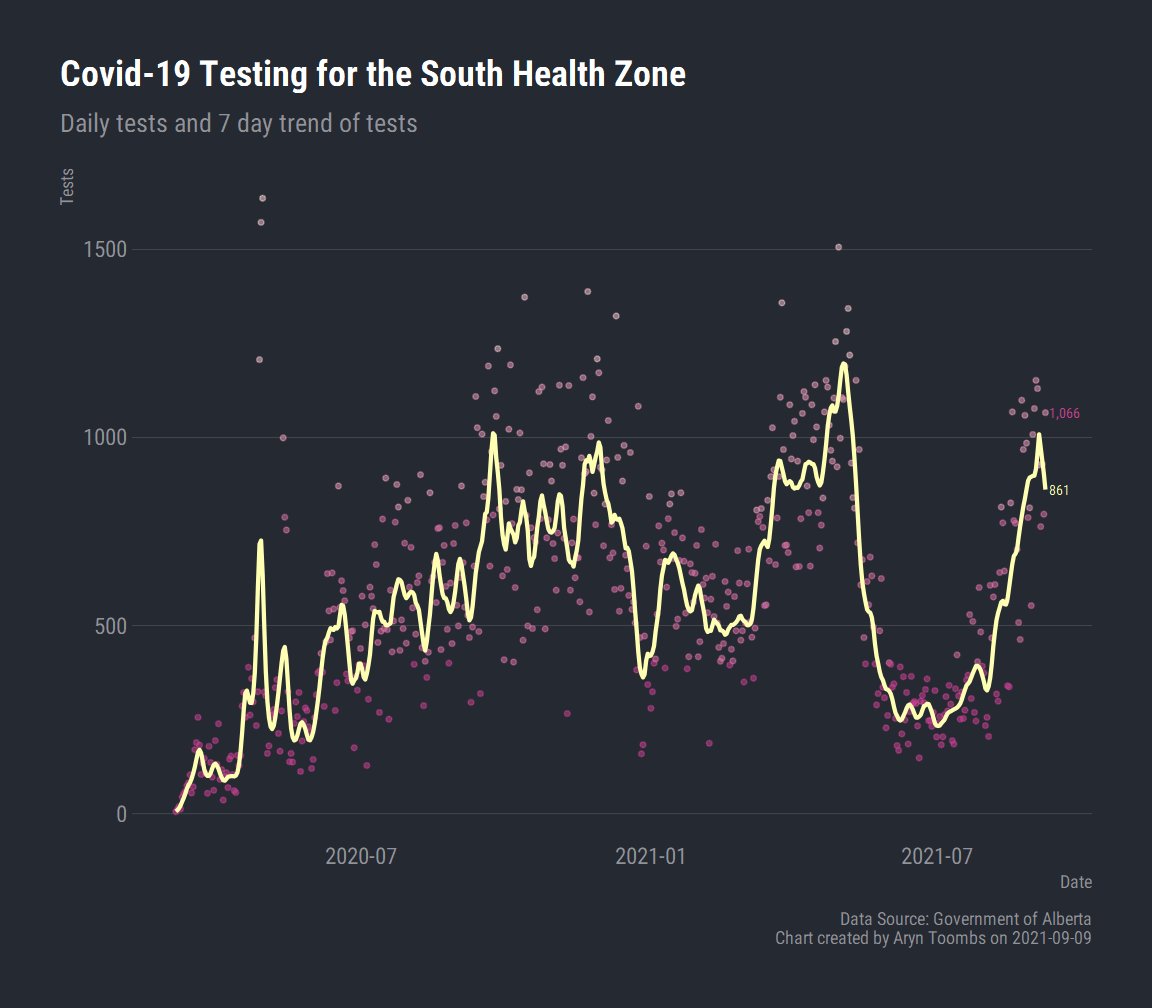 Covid-19 Testing for the South Health Zone
Daily tests and 7 day trend of tests
Tests
1500
1000
500
0
1,066
861
2020-07
2021-01
2021-07
Date
Data Source: Government of Alberta
Chart created by Aryn Toombs on 2021-09-09